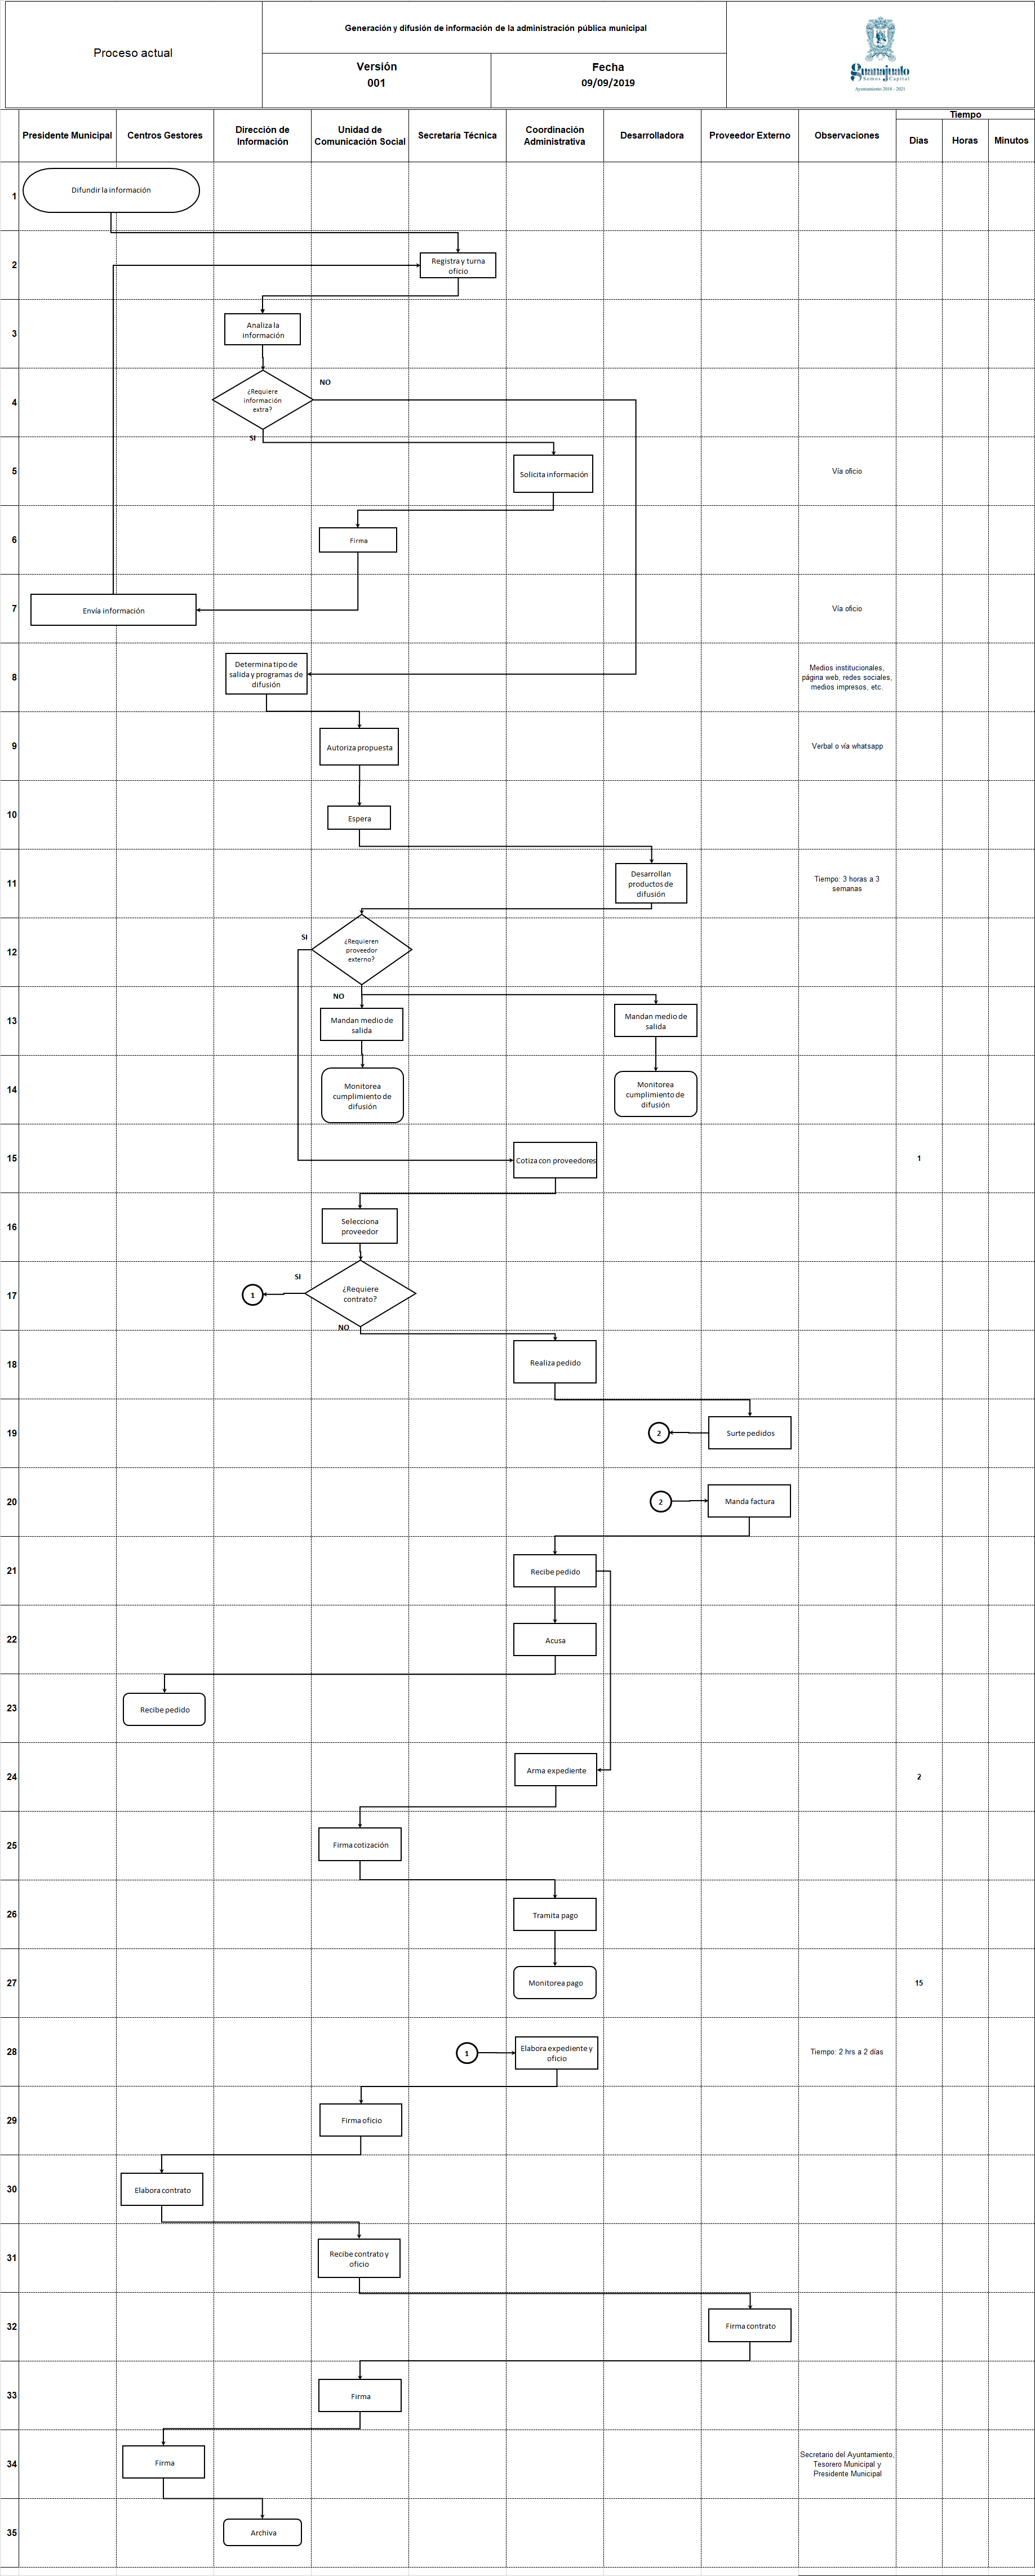 Proceso actual
Generación y difusión de información de la administración pública municipal
Versión
001
Fecha
09/09/2019
Guanajuato
Somos Capital
Ayuntamiento 2018 - 2021
Presidente Municipal
Centros Gestores
Dirección de
Información
Unidad de
Comunicación Social
Secretaría Técnica
Coordinación
Administrativa
Desarrolladora
Proveedor Externo
Observaciones
Tiempo
Días
Horas
Minutos
1
Difundir la información
2
Registra y turna
oficio
3
Analiza la
información
4
¿Requiere
información
extra?
NO
SI
5
Solicita información
Vía oficio
6
Firma
7
Envía información
Vía oficio
8
Determina tipo de
salida y programas de
difusión
Medios institucionales,
página web, redes sociales,
medios impresos, etc.
9
Autoriza propuesta
Verbal o vía whatsapp
10
Espera
11
Desarrollan
productos de
difusión
Tiempo: 3 horas a 3
semanas
12
SI
¿Requieren
proveedor
externo?
NO
13
Mandan medio de
salida
Mandan medio de
salida
14
Monitorea
cumplimiento de
difusión
Monitorea
cumplimiento de
difusión
15
Cotiza con proveedores
1
16
Selecciona
proveedor
17
1
SI
¿Requiere
contrato?
NO
18
Realiza pedido
19
2
Surte pedidos
20
2
Manda factura
21
Recibe pedido
22
Acusa
23
Recibe pedido
24
Arma expediente
2
25
Firma cotización
26
Tramita pago
27
Monitorea pago
15
28
1
Elabora expediente y
oficio
Tiempo: 2 hrs a 2 días
29
Firma oficio
30
Elabora contrato
31
Recibe contrato y
oficio
32
Firma contrato
33
Firma
34
Firma
Secretario del Ayuntamiento,
Tesorero Municipal y
Presidente Municipal
35
Archiva